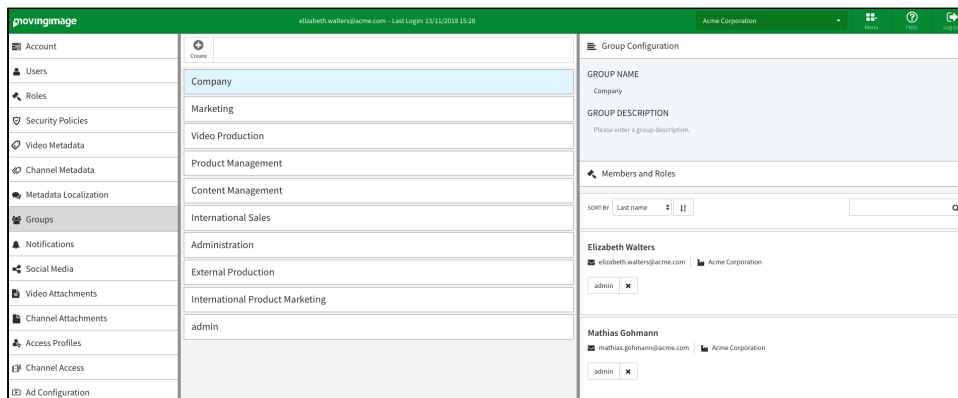 movingimage
elizabeth.walters@acme.com - Last Login: 13/11/2018 15:28
Acme Corporation
Menu
Help
Account
Users
Roles
Security Policies
Video Metadata
Channel Metadata
Metadata Localization
Groups
Notifications
Social Media
Video Attachments
Channel Attachments
Access Profiles
Channel Access
Ad Configuration
Create
Company
Marketing
Video Production
Product Management
Content Management
International Sales
Administration
External Production
International Product Marketing
admin
Group Configuration
GROUP NAME
Company
GROUP DESCRIPTION
Please enter a group description.
Members and Roles
SORT BY Last name
Elizabeth Walters
elizabeth.walters@acme.com Acme Corporation
admin
Mathias Gohmann
mathias.gohmann@acme.com Acme Corporation
admin